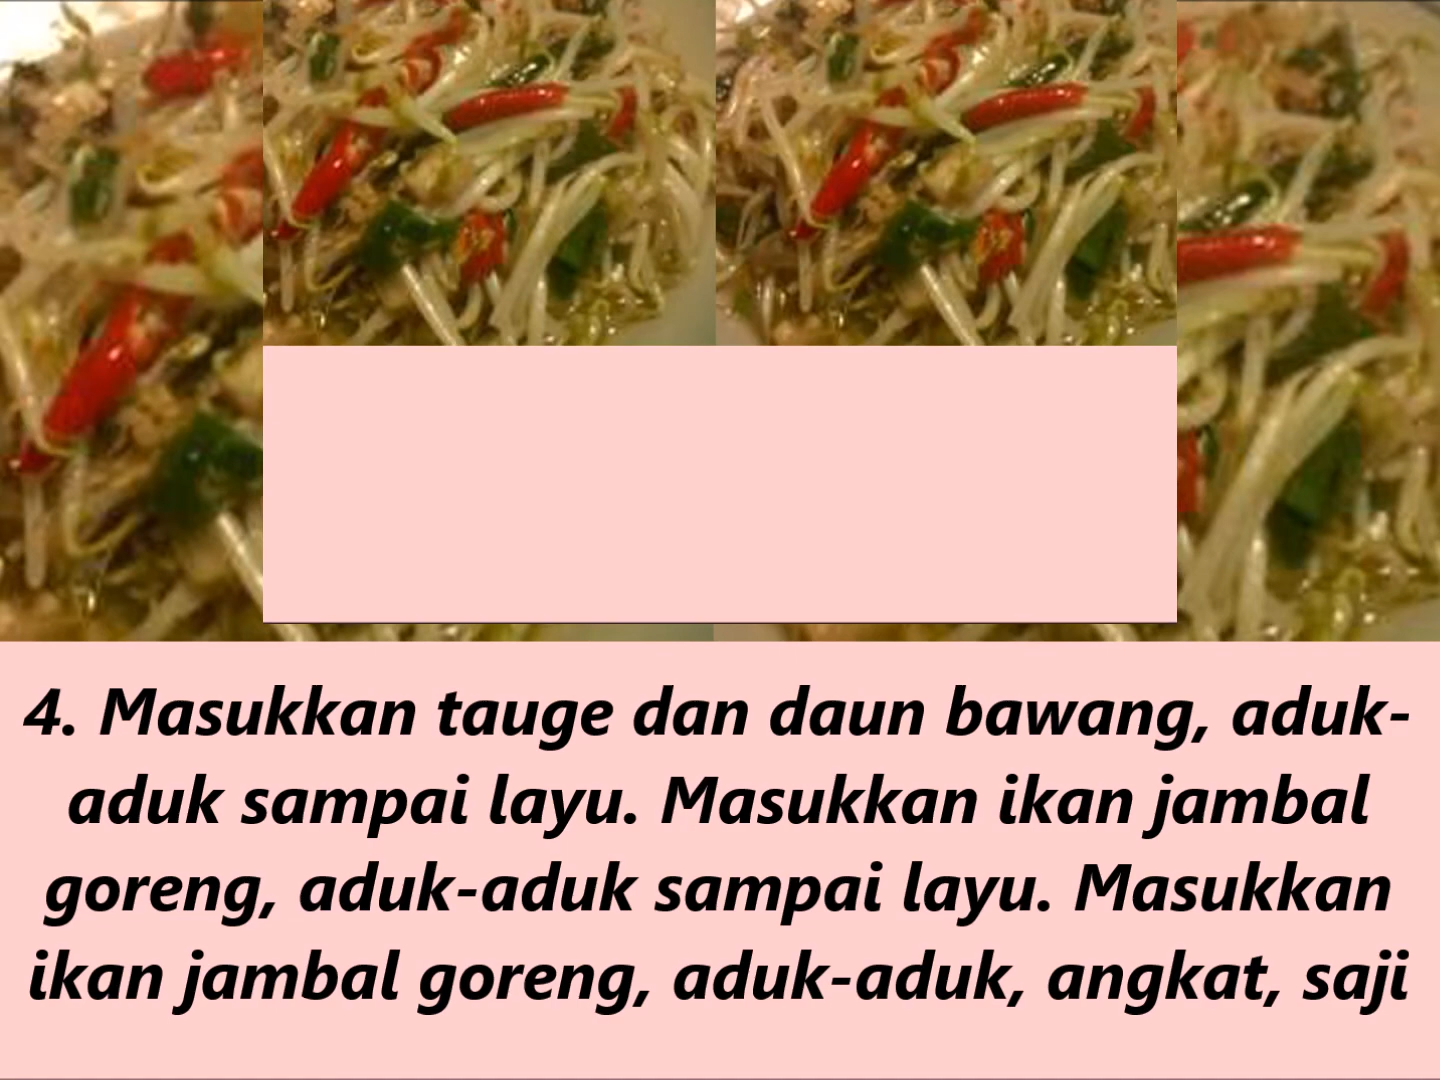 4. Masukkan tauge dan daun bawang, aduk-
aduk sampai layu. Masukkan ikan jambal
goreng, aduk-aduk sampai layu. Masukkan
ikan jambal goreng, aduk-aduk, angkat, saji